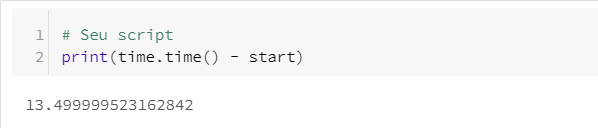 1 # Seu script
2 print(time.time() - start)
13.499999523162842